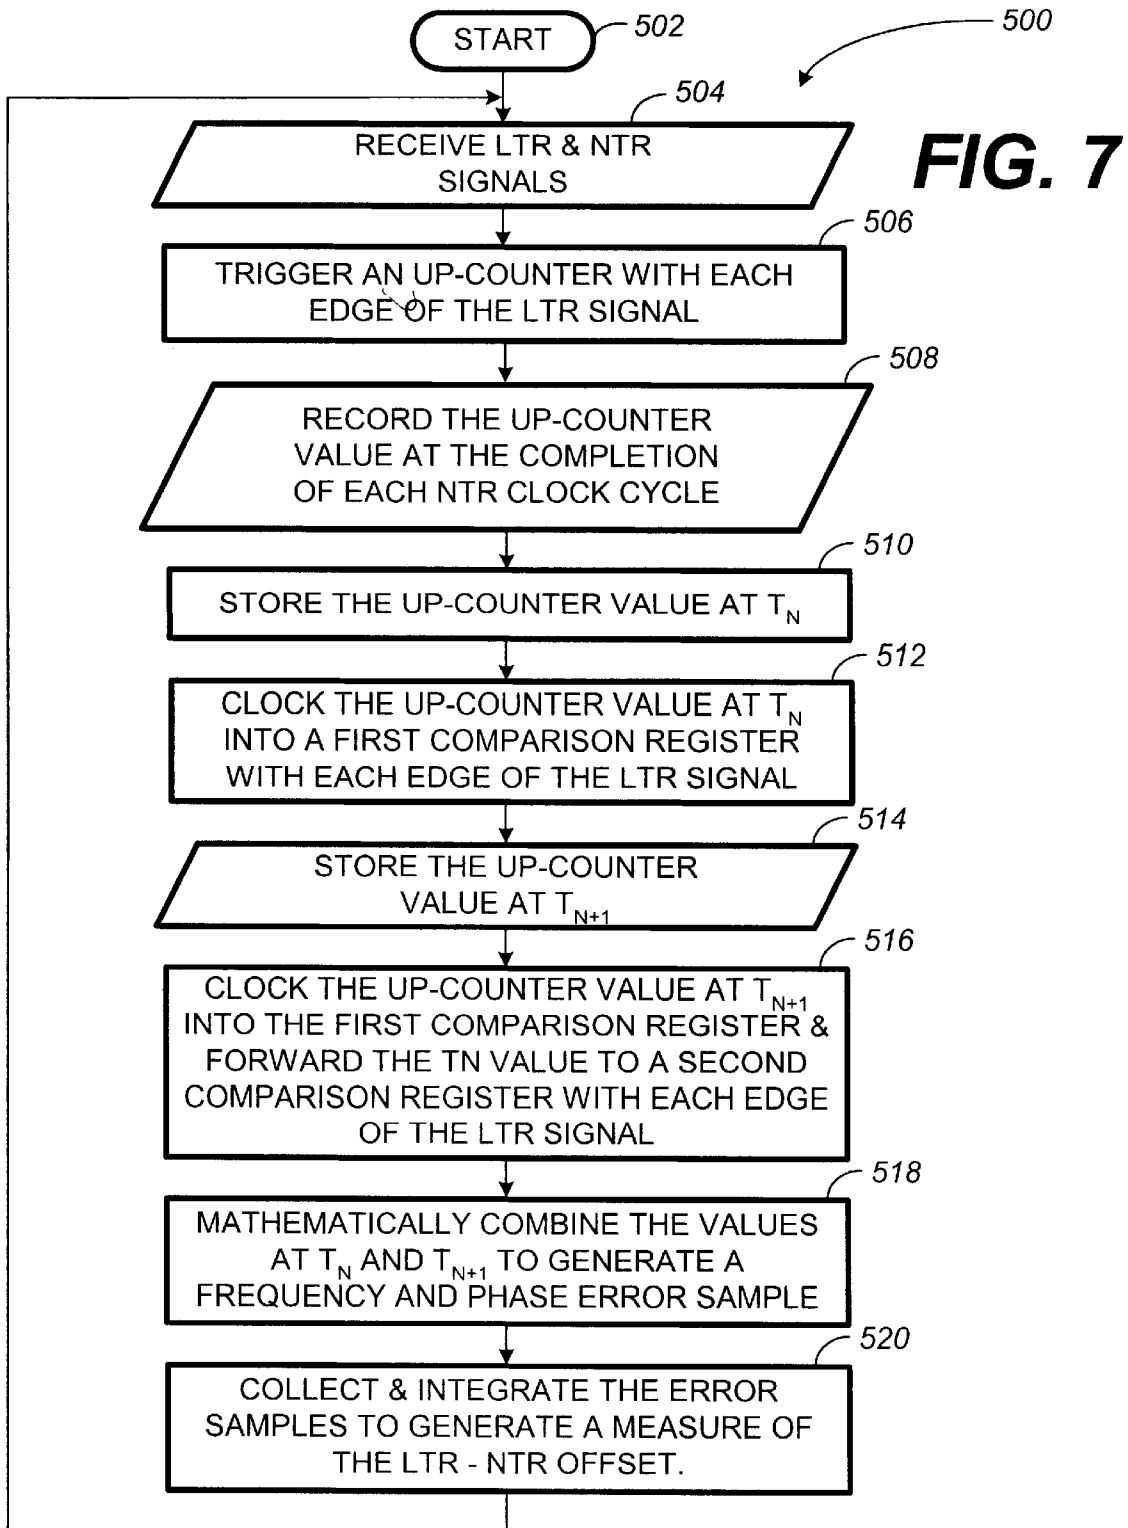 START
502
500
504
RECEIVE LTR & NTR
SIGNALS
FIG. 7
506
TRIGGER AN UP-COUNTER WITH EACH
EDGE OF THE LTR SIGNAL
508
RECORD THE UP-COUNTER
VALUE AT THE COMPLETION
OF EACH NTR CLOCK CYCLE
510
STORE THE UP-COUNTER VALUE AT TN
512
CLOCK THE UP-COUNTER VALUE AT TN
INTO A FIRST COMPARISON REGISTER
WITH EACH EDGE OF THE LTR SIGNAL
514
STORE THE UP-COUNTER
VALUE AT TN+1
516
CLOCK THE UP-COUNTER VALUE AT TN+1
INTO THE FIRST COMPARISON REGISTER &
FORWARD THE TN VALUE TO A SECOND
COMPARISON REGISTER WITH EACH EDGE
OF THE LTR SIGNAL
518
MATHEMATICALLY COMBINE THE VALUES
AT TN AND TN+1 TO GENERATE A
FREQUENCY AND PHASE ERROR SAMPLE
520
COLLECT & INTEGRATE THE ERROR
SAMPLES TO GENERATE A MEASURE OF
THE LTR - NTR OFFSET.